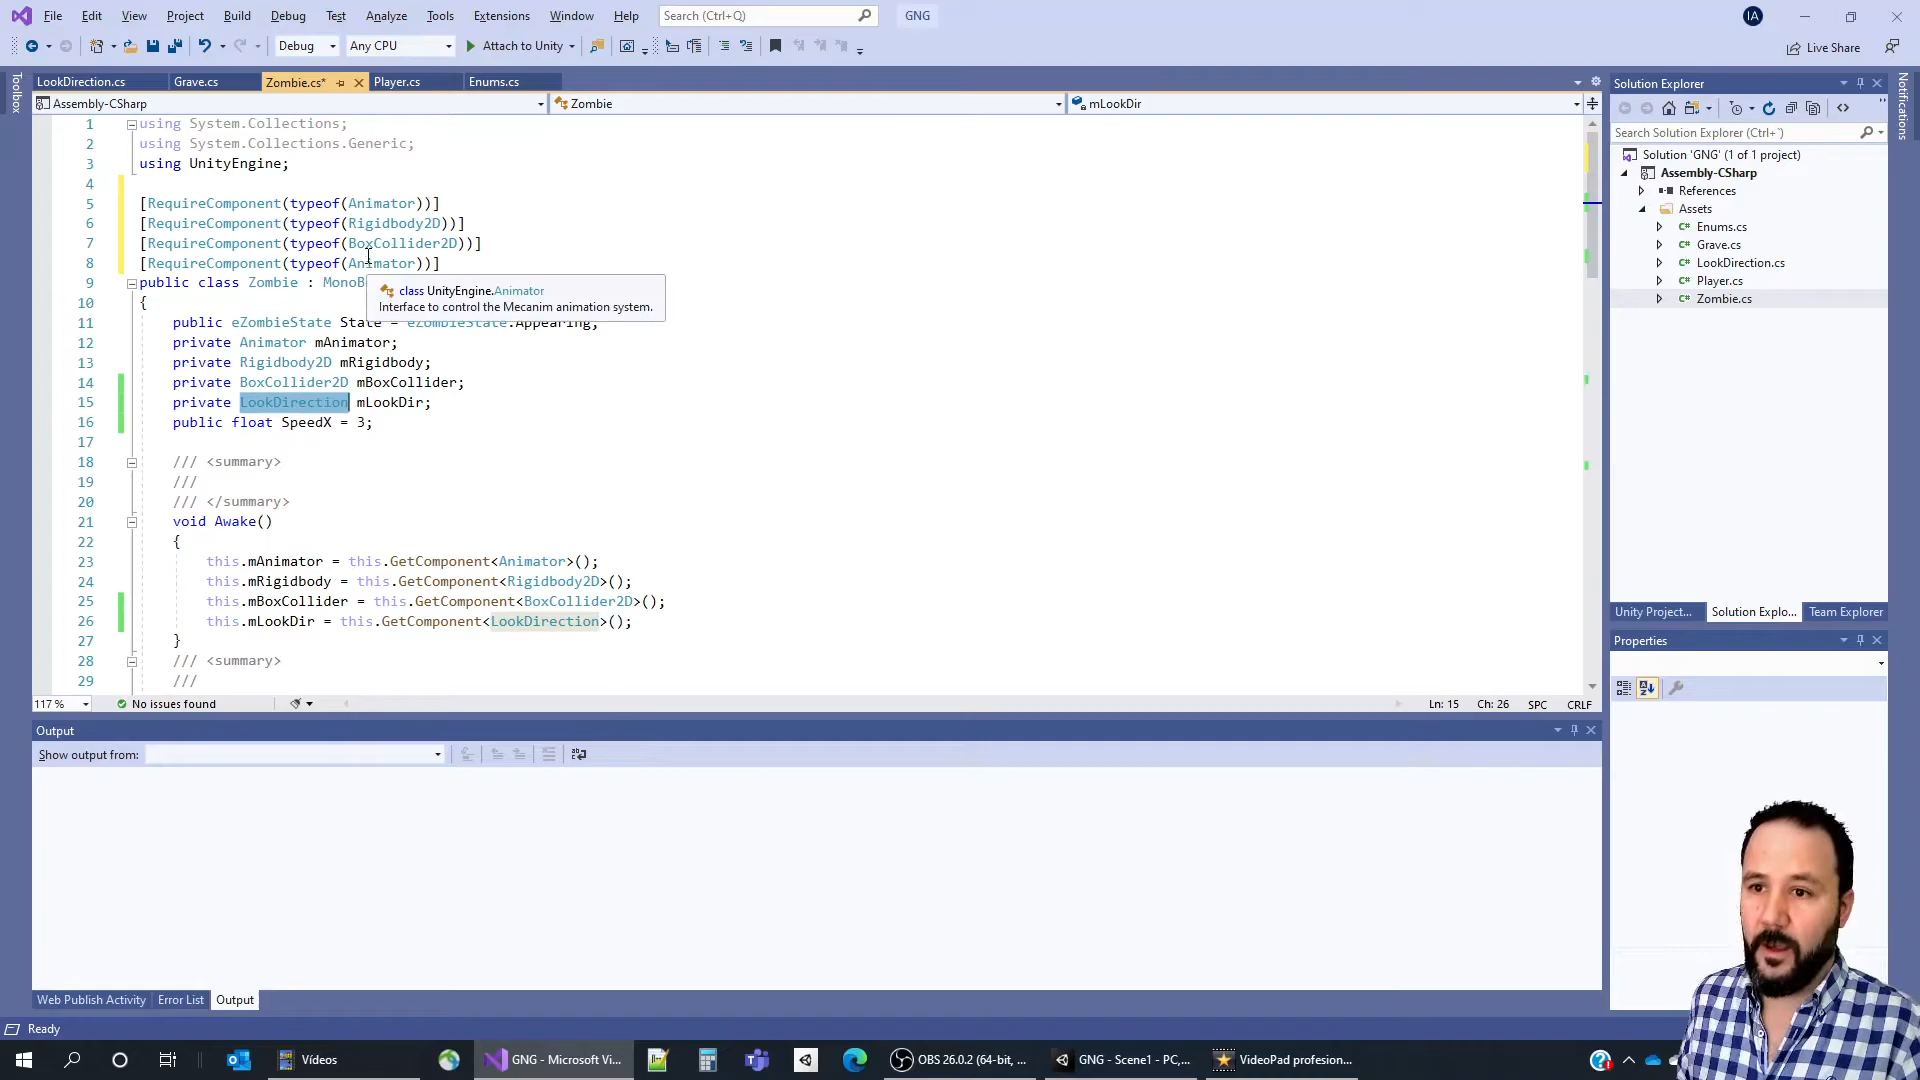 File Edit View Project Build Debug Test Analyze Tools Extensions Window Help Search (Ctrl+Q) GNG IA
Debug Any CPU Attach to Unity Live Share
Toolbox
LookDirection.cs Grave.cs Zombie.cs* Player.cs Enums.cs
Assembly-CSharp Zombie mLookDir
1 using System.Collections;
2 using System.Collections.Generic;
3 using UnityEngine;
4
5 [RequireComponent(typeof(Animator))]
6 [RequireComponent(typeof(Rigidbody2D))]
7 [RequireComponent(typeof(BoxCollider2D))]
8 [RequireComponent(typeof(Animator))]
9 public class Zombie : MonoB
class UnityEngine.Animator
Interface to control the Mecanim animation system.
10 {
11 public eZombieState State = eZombieState.Appearing;
12 private Animator mAnimator;
13 private Rigidbody2D mRigidbody;
14 private BoxCollider2D mBoxCollider;
15 private LookDirection mLookDir;
16 public float SpeedX = 3;
17
18 /// <summary>
19 ///
20 /// </summary>
21 void Awake()
22 {
23 this.mAnimator = this.GetComponent<Animator>();
24 this.mRigidbody = this.GetComponent<Rigidbody2D>();
25 this.mBoxCollider = this.GetComponent<BoxCollider2D>();
26 this.mLookDir = this.GetComponent<LookDirection>();
27 }
28 /// <summary>
29 ///
117 % No issues found Ln: 15 Ch: 26 SPC CRLF
Output
Show output from:
Web Publish Activity Error List Output
Solution Explorer
Search Solution Explorer (Ctrl+`)
Solution 'GNG' (1 of 1 project)
Assembly-CSharp
References
Assets
C# Enums.cs
C# Grave.cs
C# LookDirection.cs
C# Player.cs
C# Zombie.cs
Unity Project... Solution Explo... Team Explorer
Properties
Notifications
Ready
Vídeos GNG - Microsoft Vi... OBS 26.0.2 (64-bit, ... GNG - Scene1 - PC,... VideoPad profesion...